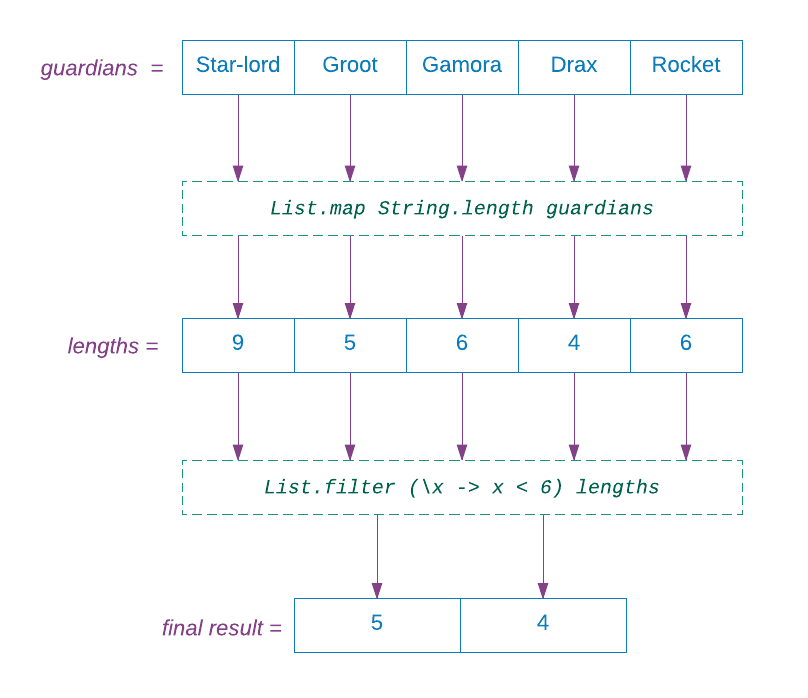 guardians = Star-lord Groot Gamora Drax Rocket
List.map String.length guardians
lengths = 9 5 6 4 6
List.filter (\x -> x < 6) lengths
final result = 5 4